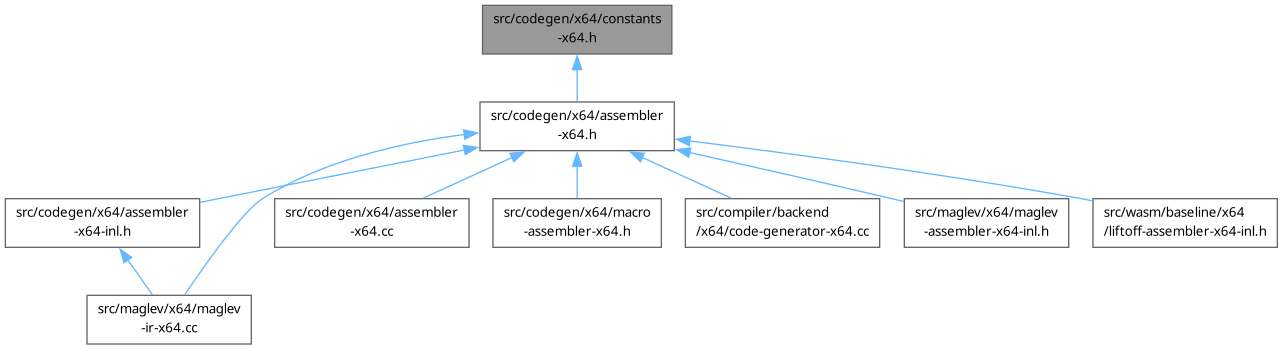 src/codegen/x64/constants
-x64.h
src/codegen/x64/assembler
-x64.h
src/codegen/x64/assembler
-x64-inl.h
src/codegen/x64/assembler
-x64.cc
src/codegen/x64/macro
-assembler-x64.h
src/compiler/backend
/x64/code-generator-x64.cc
src/maglev/x64/maglev
-assembler-x64-inl.h
src/wasm/baseline/x64
/liftoff-assembler-x64-inl.h
src/maglev/x64/maglev
-ir-x64.cc